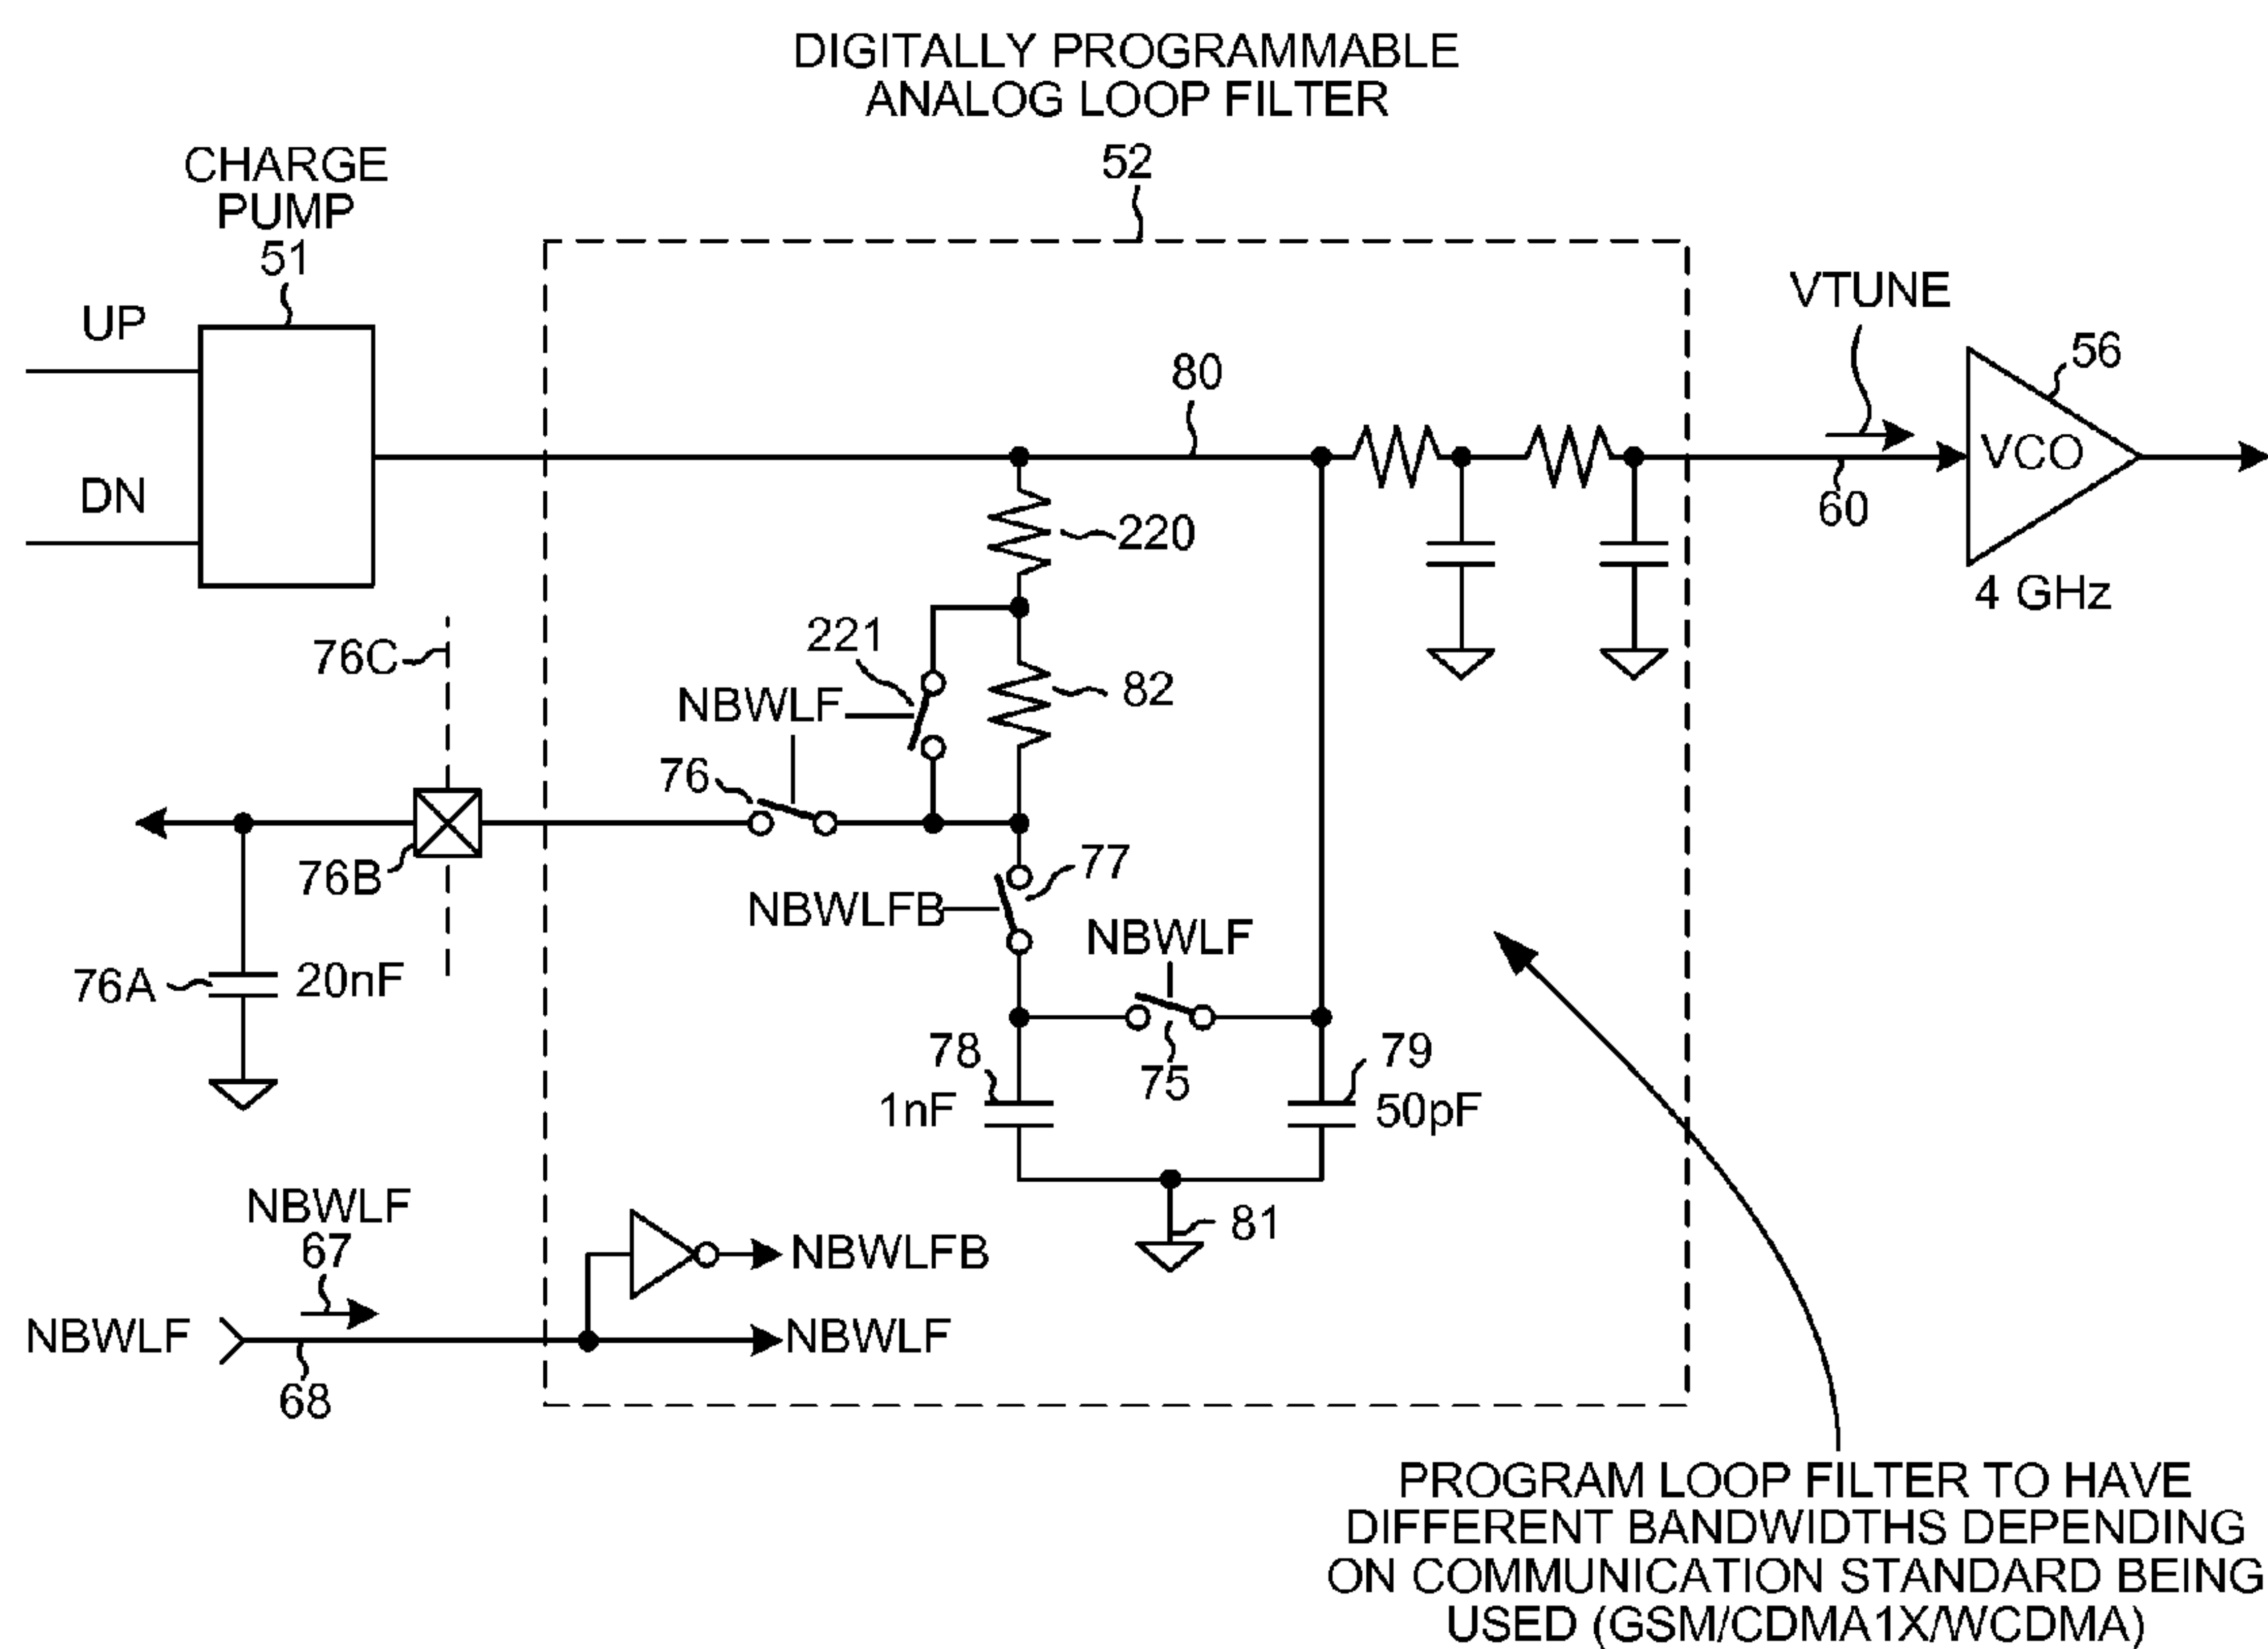 DIGITALLY PROGRAMMABLE
ANALOG LOOP FILTER
52
CHARGE
PUMP
51
UP
DN
VTUNE
56
80
VCO
60
4 GHz
220
76C
221
NBWLF
82
76
76B
77
NBWLFB
NBWLF
76A
20nF
78
1nF
75
79
50pF
81
NBWLF
67
NBWLFB
NBWLF
NBWLF
68
PROGRAM LOOP FILTER TO HAVE
DIFFERENT BANDWIDTHS DEPENDING
ON COMMUNICATION STANDARD BEING
USED (GSM/CDMA1X/WCDMA)